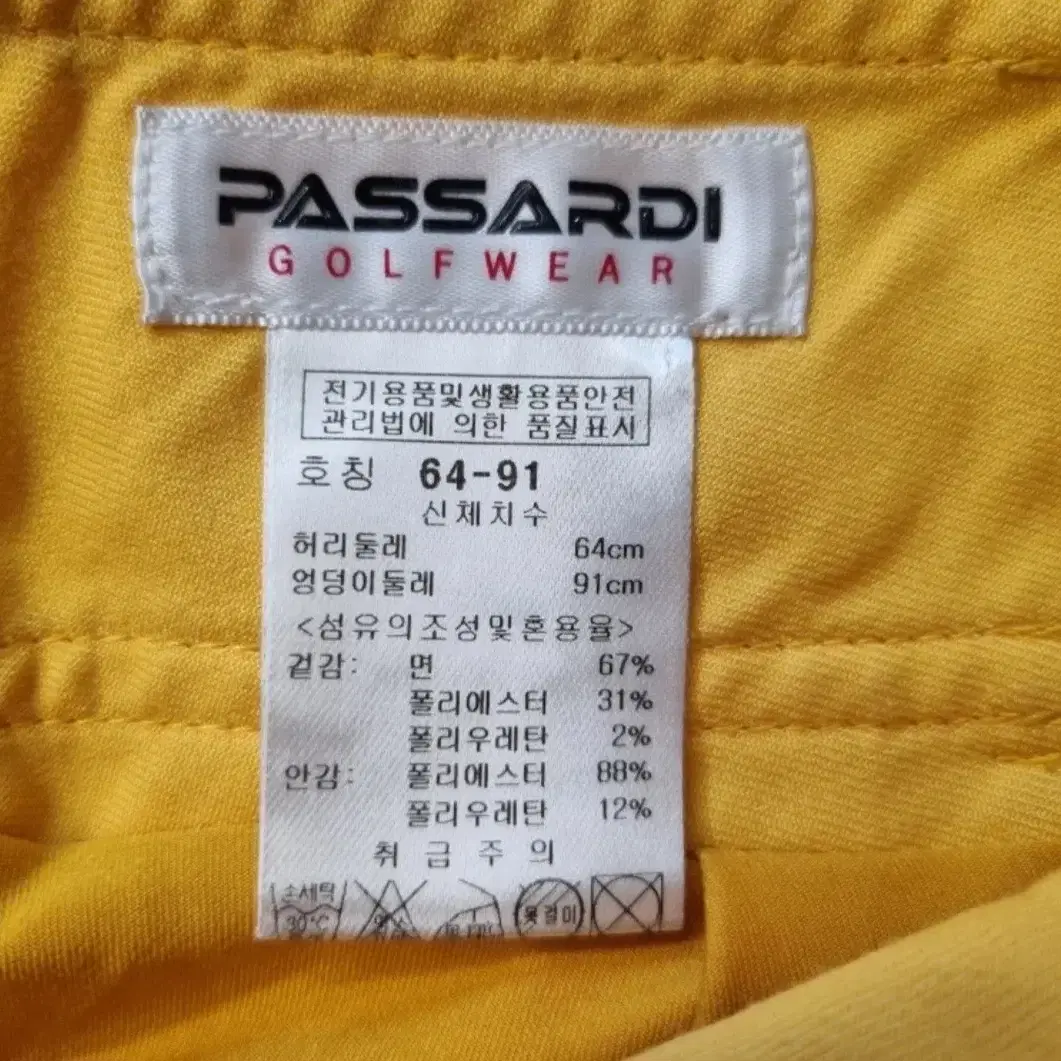 PASSARDI
GOLFWEAR
전기용품및생활용품안전
관리법에 의한 품질표시
호칭 64-91
신체치수
허리둘레 64cm
엉덩이둘레 91cm
<섬유의조성및혼용율>
겉감: 면 67%
폴리에스터 31%
폴리우레탄 2%
안감: 폴리에스터 88%
폴리우레탄 12%
취급주의
손세탁 옷걸이
30°C